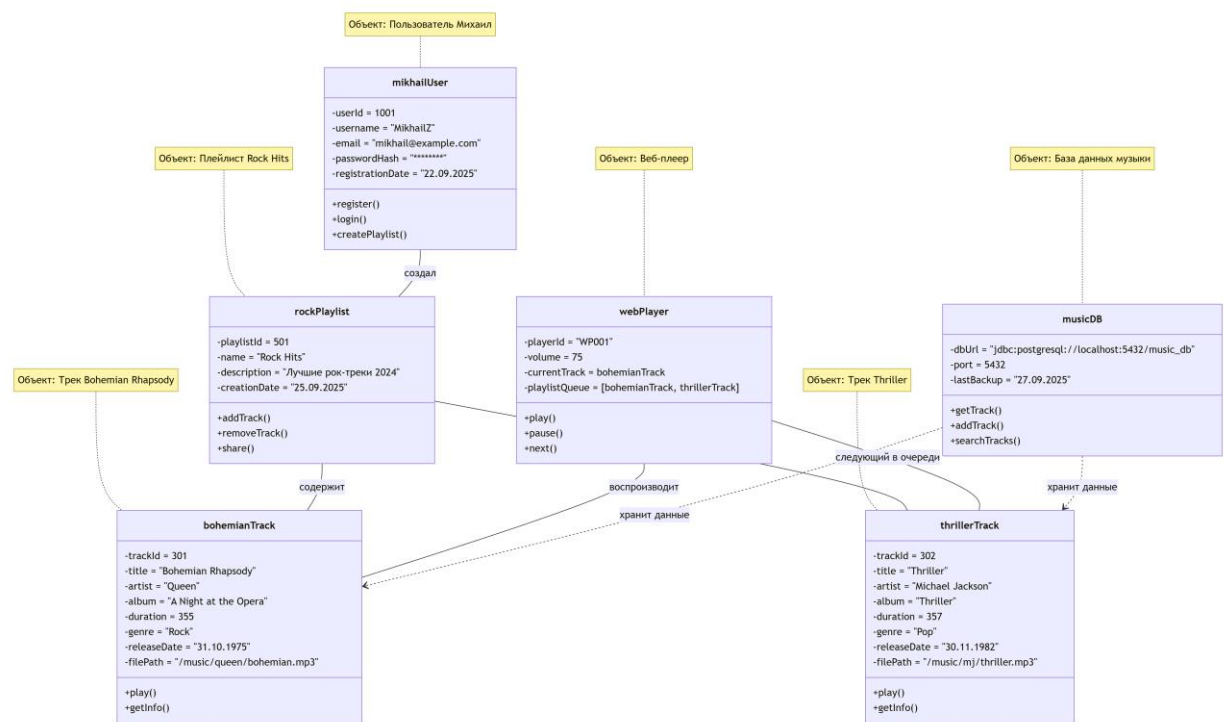 Объект: Пользователь Михаил
mikhailUser
-userId = 1001
-username = "MikhailZ"
-email = "mikhail@example.com"
-passwordHash = "********"
-registrationDate = "22.09.2025"
+register()
+login()
+createPlaylist()
Объект: Плейлист Rock Hits
Объект: Веб-плеер
Объект: База данных музыки
создал
rockPlaylist
-playlistId = 501
-name = "Rock Hits"
-description = "Лучшие рок-треки 2024"
-creationDate = "25.09.2025"
+addTrack()
+removeTrack()
+share()
webPlayer
-playerId = "WP001"
-volume = 75
-currentTrack = bohemianTrack
-playlistQueue = [bohemianTrack, thrillerTrack]
+play()
+pause()
+next()
musicDB
-dbUrl = "jdbc:postgresql://localhost:5432/music_db"
-port = 5432
-lastBackup = "27.09.2025"
+getTrack()
+addTrack()
+searchTracks()
Объект: Трек Bohemian Rhapsody
Объект: Трек Thriller
следующий в очереди
содержит
воспроизводит
хранит данные
хранит данные
bohemianTrack
-trackId = 301
-title = "Bohemian Rhapsody"
-artist = "Queen"
-album = "A Night at the Opera"
-duration = 355
-genre = "Rock"
-releaseDate = "31.10.1975"
-filePath = "/music/queen/bohemian.mp3"
+play()
+getInfo()
thrillerTrack
-trackId = 302
-title = "Thriller"
-artist = "Michael Jackson"
-album = "Thriller"
-duration = 357
-genre = "Pop"
-releaseDate = "30.11.1982"
-filePath = "/music/mj/thriller.mp3"
+play()
+getInfo()